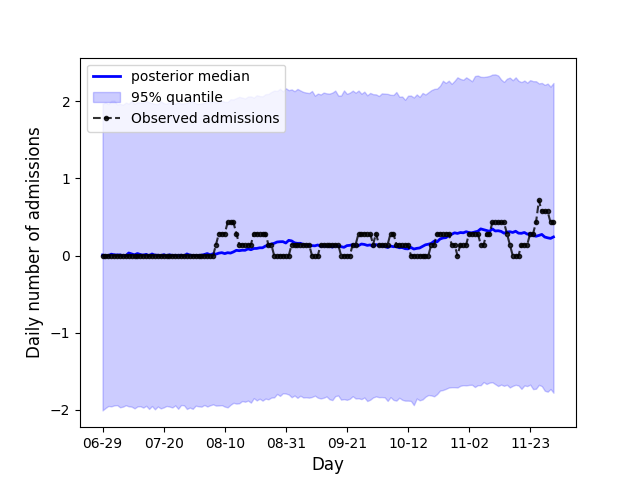 posterior median
95% quantile
Observed admissions
Daily number of admissions
2
1
0
−1
−2
06-29 07-20 08-10 08-31 09-21 10-12 11-02 11-23
Day